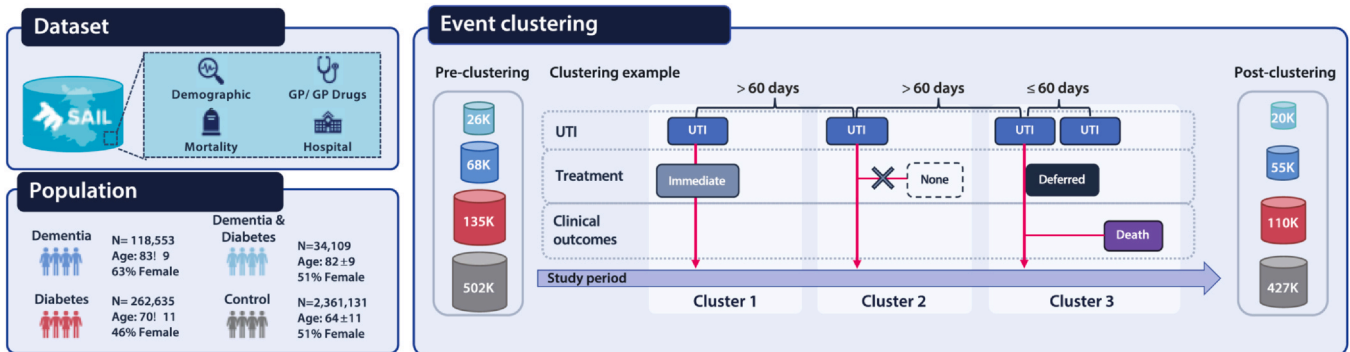 Dataset
SAIL
Demographic
GP/ GP Drugs
Mortality
Hospital
Population
Dementia
N= 118,553
Age: 83! 9
63% Female
Dementia &
Diabetes
N=34,109
Age: 82 ±9
51% Female
Diabetes
N= 262,635
Age: 70! 11
46% Female
Control
N=2,361,131
Age: 64 ±11
51% Female
Event clustering
Pre-clustering
26K
68K
135K
502K
Clustering example
> 60 days
> 60 days
≤ 60 days
UTI
UTI
UTI
UTI
UTI
Treatment
Immediate
None
Deferred
Clinical
outcomes
Death
Study period
Cluster 1
Cluster 2
Cluster 3
Post-clustering
20K
55K
110K
427K